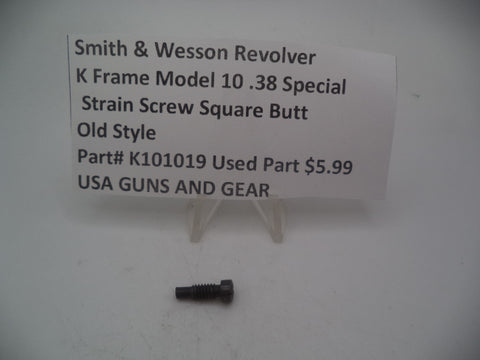 Smith & Wesson Revolver
K Frame Model 10 .38 Special
Strain Screw Square Butt
Old Style
Part# K101019 Used Part $5.99
USA GUNS AND GEAR